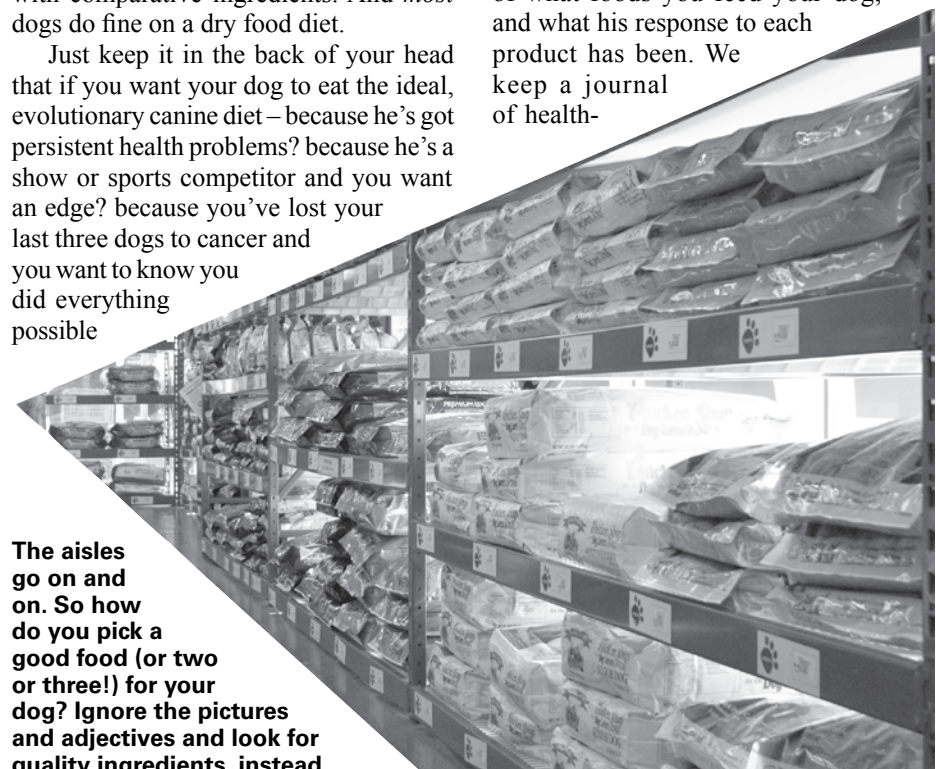 with comparative ingredients. And most
dogs do fine on a dry food diet.
Just keep it in the back of your head
that if you want your dog to eat the ideal,
evolutionary canine diet – because he's got
persistent health problems? because he's a
show or sports competitor and you want
an edge? because you've lost your
last three dogs to cancer and
you want to know you
did everything
possible
of what foods you feed your dog,
and what his response to each
product has been. We
keep a journal
of health-
The aisles
go on and
on. So how
do you pick a
good food (or two
or three!) for your
dog? Ignore the pictures
and adjectives and look for
quality ingredients, instead